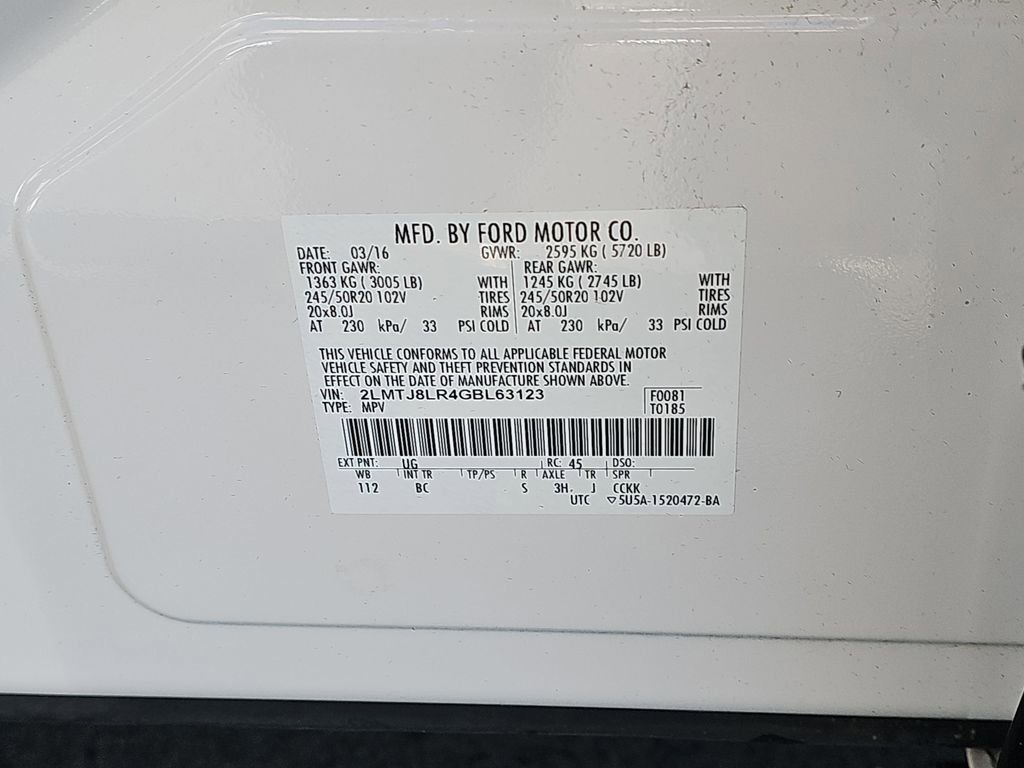 MFD. BY FORD MOTOR CO.
DATE: 03/16 GVWR: 2595 KG ( 5720 LB)
FRONT GAWR: REAR GAWR:
1363 KG ( 3005 LB) WITH 1245 KG ( 2745 LB) WITH
245/50R20 102V TIRES 245/50R20 102V TIRES
20x8.0J RIMS 20x8.0J RIMS
AT 230 kPa/ 33 PSI COLD AT 230 kPa/ 33 PSI COLD
THIS VEHICLE CONFORMS TO ALL APPLICABLE FEDERAL MOTOR
VEHICLE SAFETY AND THEFT PREVENTION STANDARDS IN
EFFECT ON THE DATE OF MANUFACTURE SHOWN ABOVE.
VIN: 2LMTJ8LR4GBL63123 F0081
TYPE: MPV T0185
EXT PNT: UG RC: 45 DSO:
WB INT TR TP/PS R AXLE TR SPR
112 BC S 3H. J CCKK
UTC ▽5U5A-1520472-BA